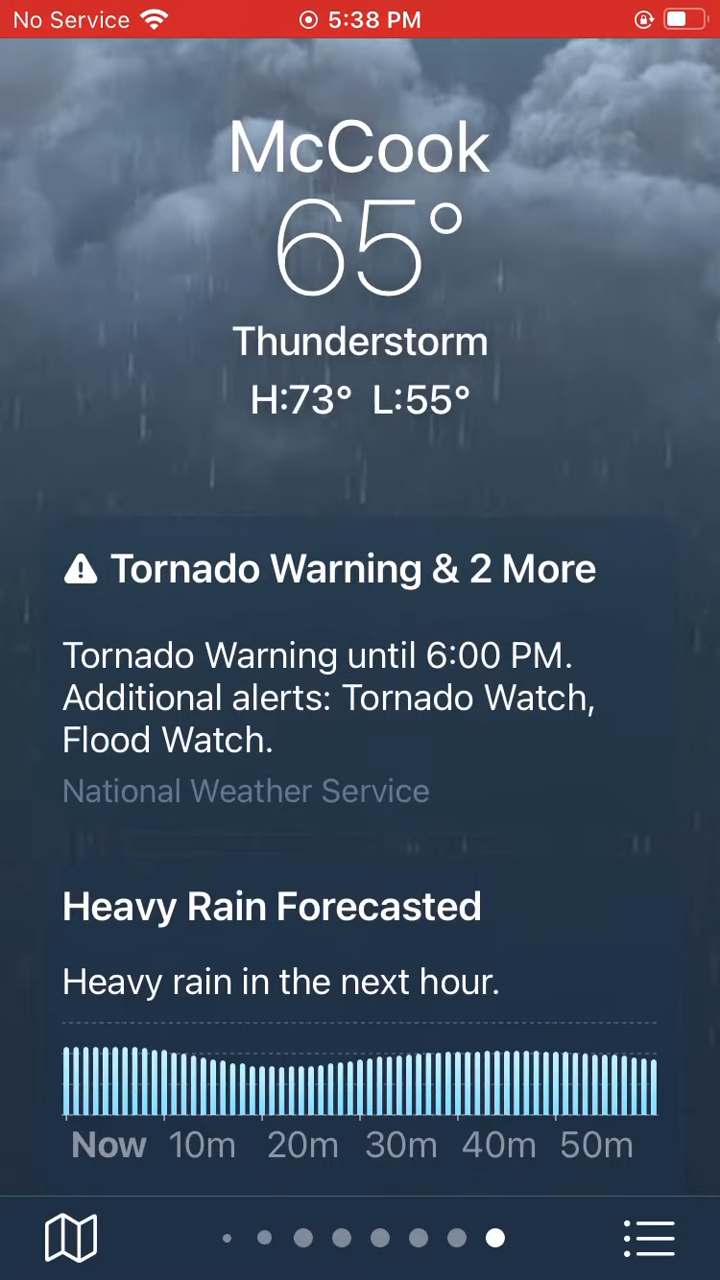 No Service 5:38 PM
McCook
65°
Thunderstorm
H:73° L:55°
Tornado Warning & 2 More
Tornado Warning until 6:00 PM.
Additional alerts: Tornado Watch,
Flood Watch.
National Weather Service
Heavy Rain Forecasted
Heavy rain in the next hour.
Now 10m 20m 30m 40m 50m